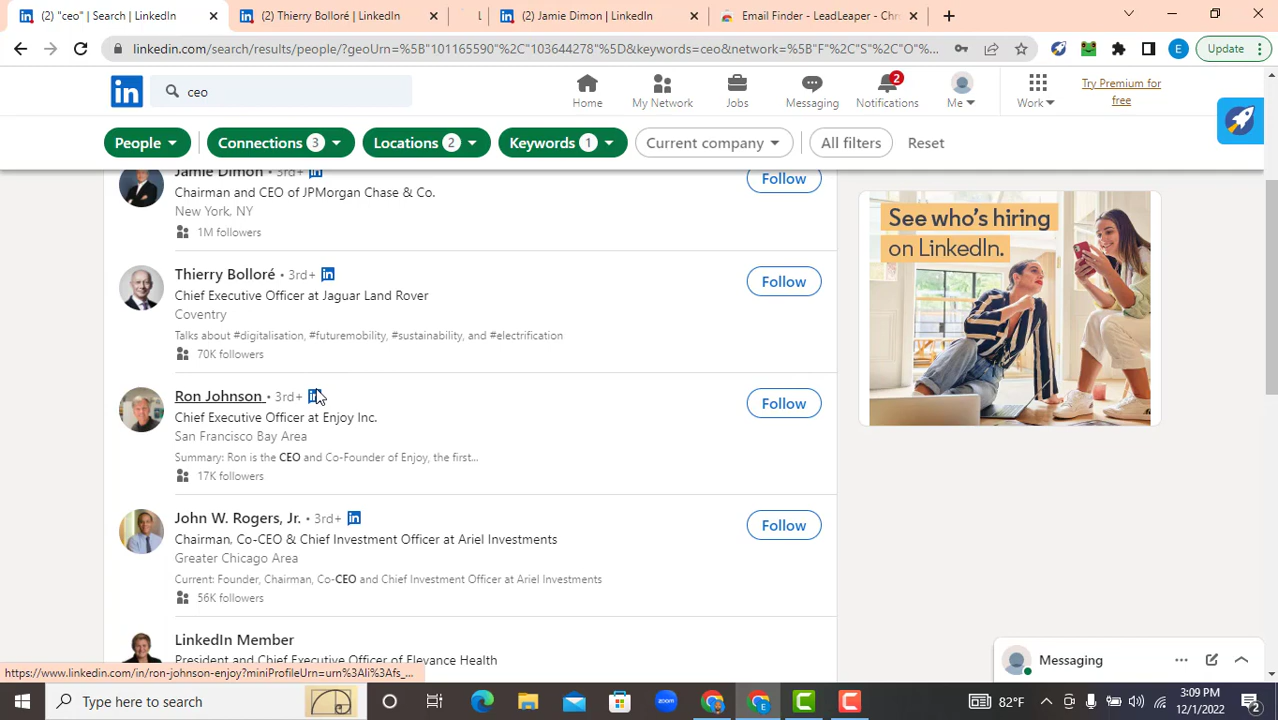 (2) "ceo" | Search | LinkedIn
(2) Thierry Bolloré | LinkedIn
L
(2) Jamie Dimon | LinkedIn
Email Finder - LeadLeaper - Chr
linkedin.com/search/results/people/?geoUrn=%5B"101165590"%2C"103644278"%5D&keywords=ceo&network=%5B"F"%2C"S"%2C"O"%...
E
Update
in
ceo
Home
My Network
Jobs
Messaging
2
Notifications
Me
Work
Try Premium for
free
People
Connections 3
Locations 2
Keywords 1
Current company
All filters
Reset
Jamie Dimon • 3rd+ in
Follow
Chairman and CEO of JPMorgan Chase & Co.
New York, NY
1M followers
Thierry Bolloré • 3rd+ in
Follow
Chief Executive Officer at Jaguar Land Rover
Coventry
Talks about #digitalisation, #futuremobility, #sustainability, and #electrification
70K followers
Ron Johnson • 3rd+ in
Follow
Chief Executive Officer at Enjoy Inc.
San Francisco Bay Area
Summary: Ron is the CEO and Co-Founder of Enjoy, the first...
17K followers
John W. Rogers, Jr. • 3rd+ in
Follow
Chairman, Co-CEO & Chief Investment Officer at Ariel Investments
Greater Chicago Area
Current: Founder, Chairman, Co-CEO and Chief Investment Officer at Ariel Investments
56K followers
LinkedIn Member
President and Chief Executive Officer of Elevance Health
See who's hiring
on LinkedIn.
Messaging
https://www.linkedin.com/in/ron-johnson-enjoy?miniProfileUrn=urn%3Ali%3Afs_...
Type here to search
zoom
E
82°F
3:09 PM
12/1/2022
2